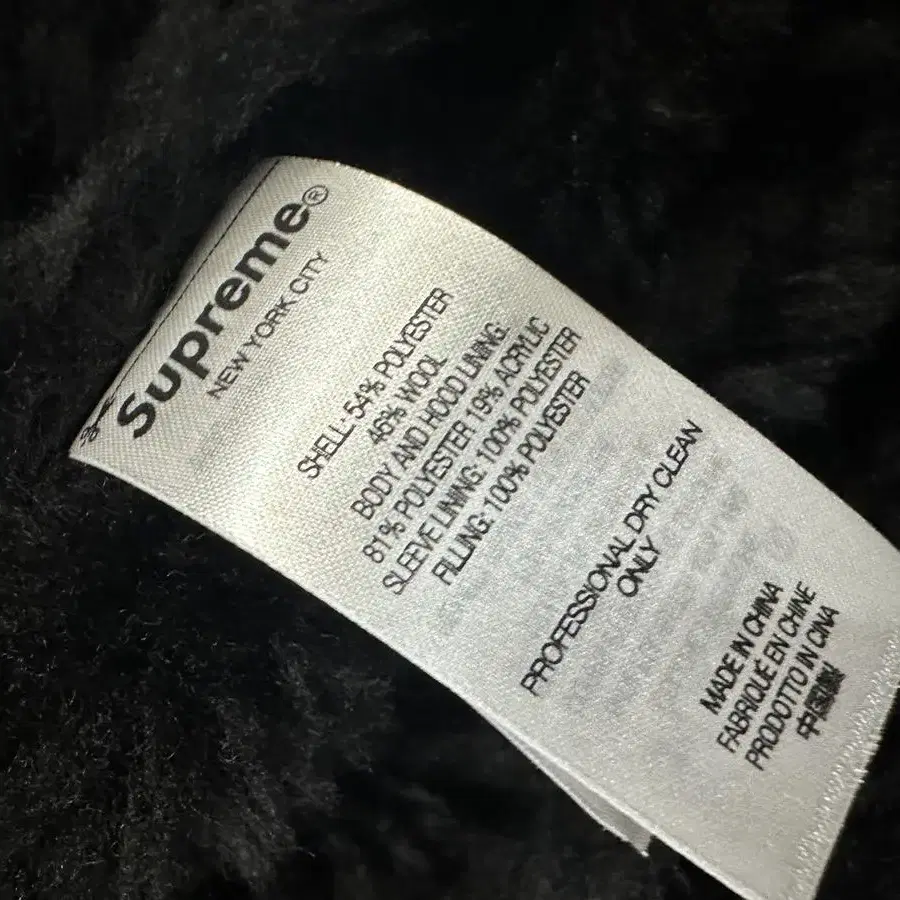 Supreme®
NEW YORK CITY
SHELL: 54% POLYESTER
46% WOOL
BODY AND HOOD LINING:
81% POLYESTER 19% ACRYLIC
SLEEVE LINING: 100% POLYESTER
FILLING: 100% POLYESTER
PROFESSIONAL DRY CLEAN
ONLY
MADE IN CHINA
FABRIQUÉ EN CHINE
PRODOTTO IN CINA